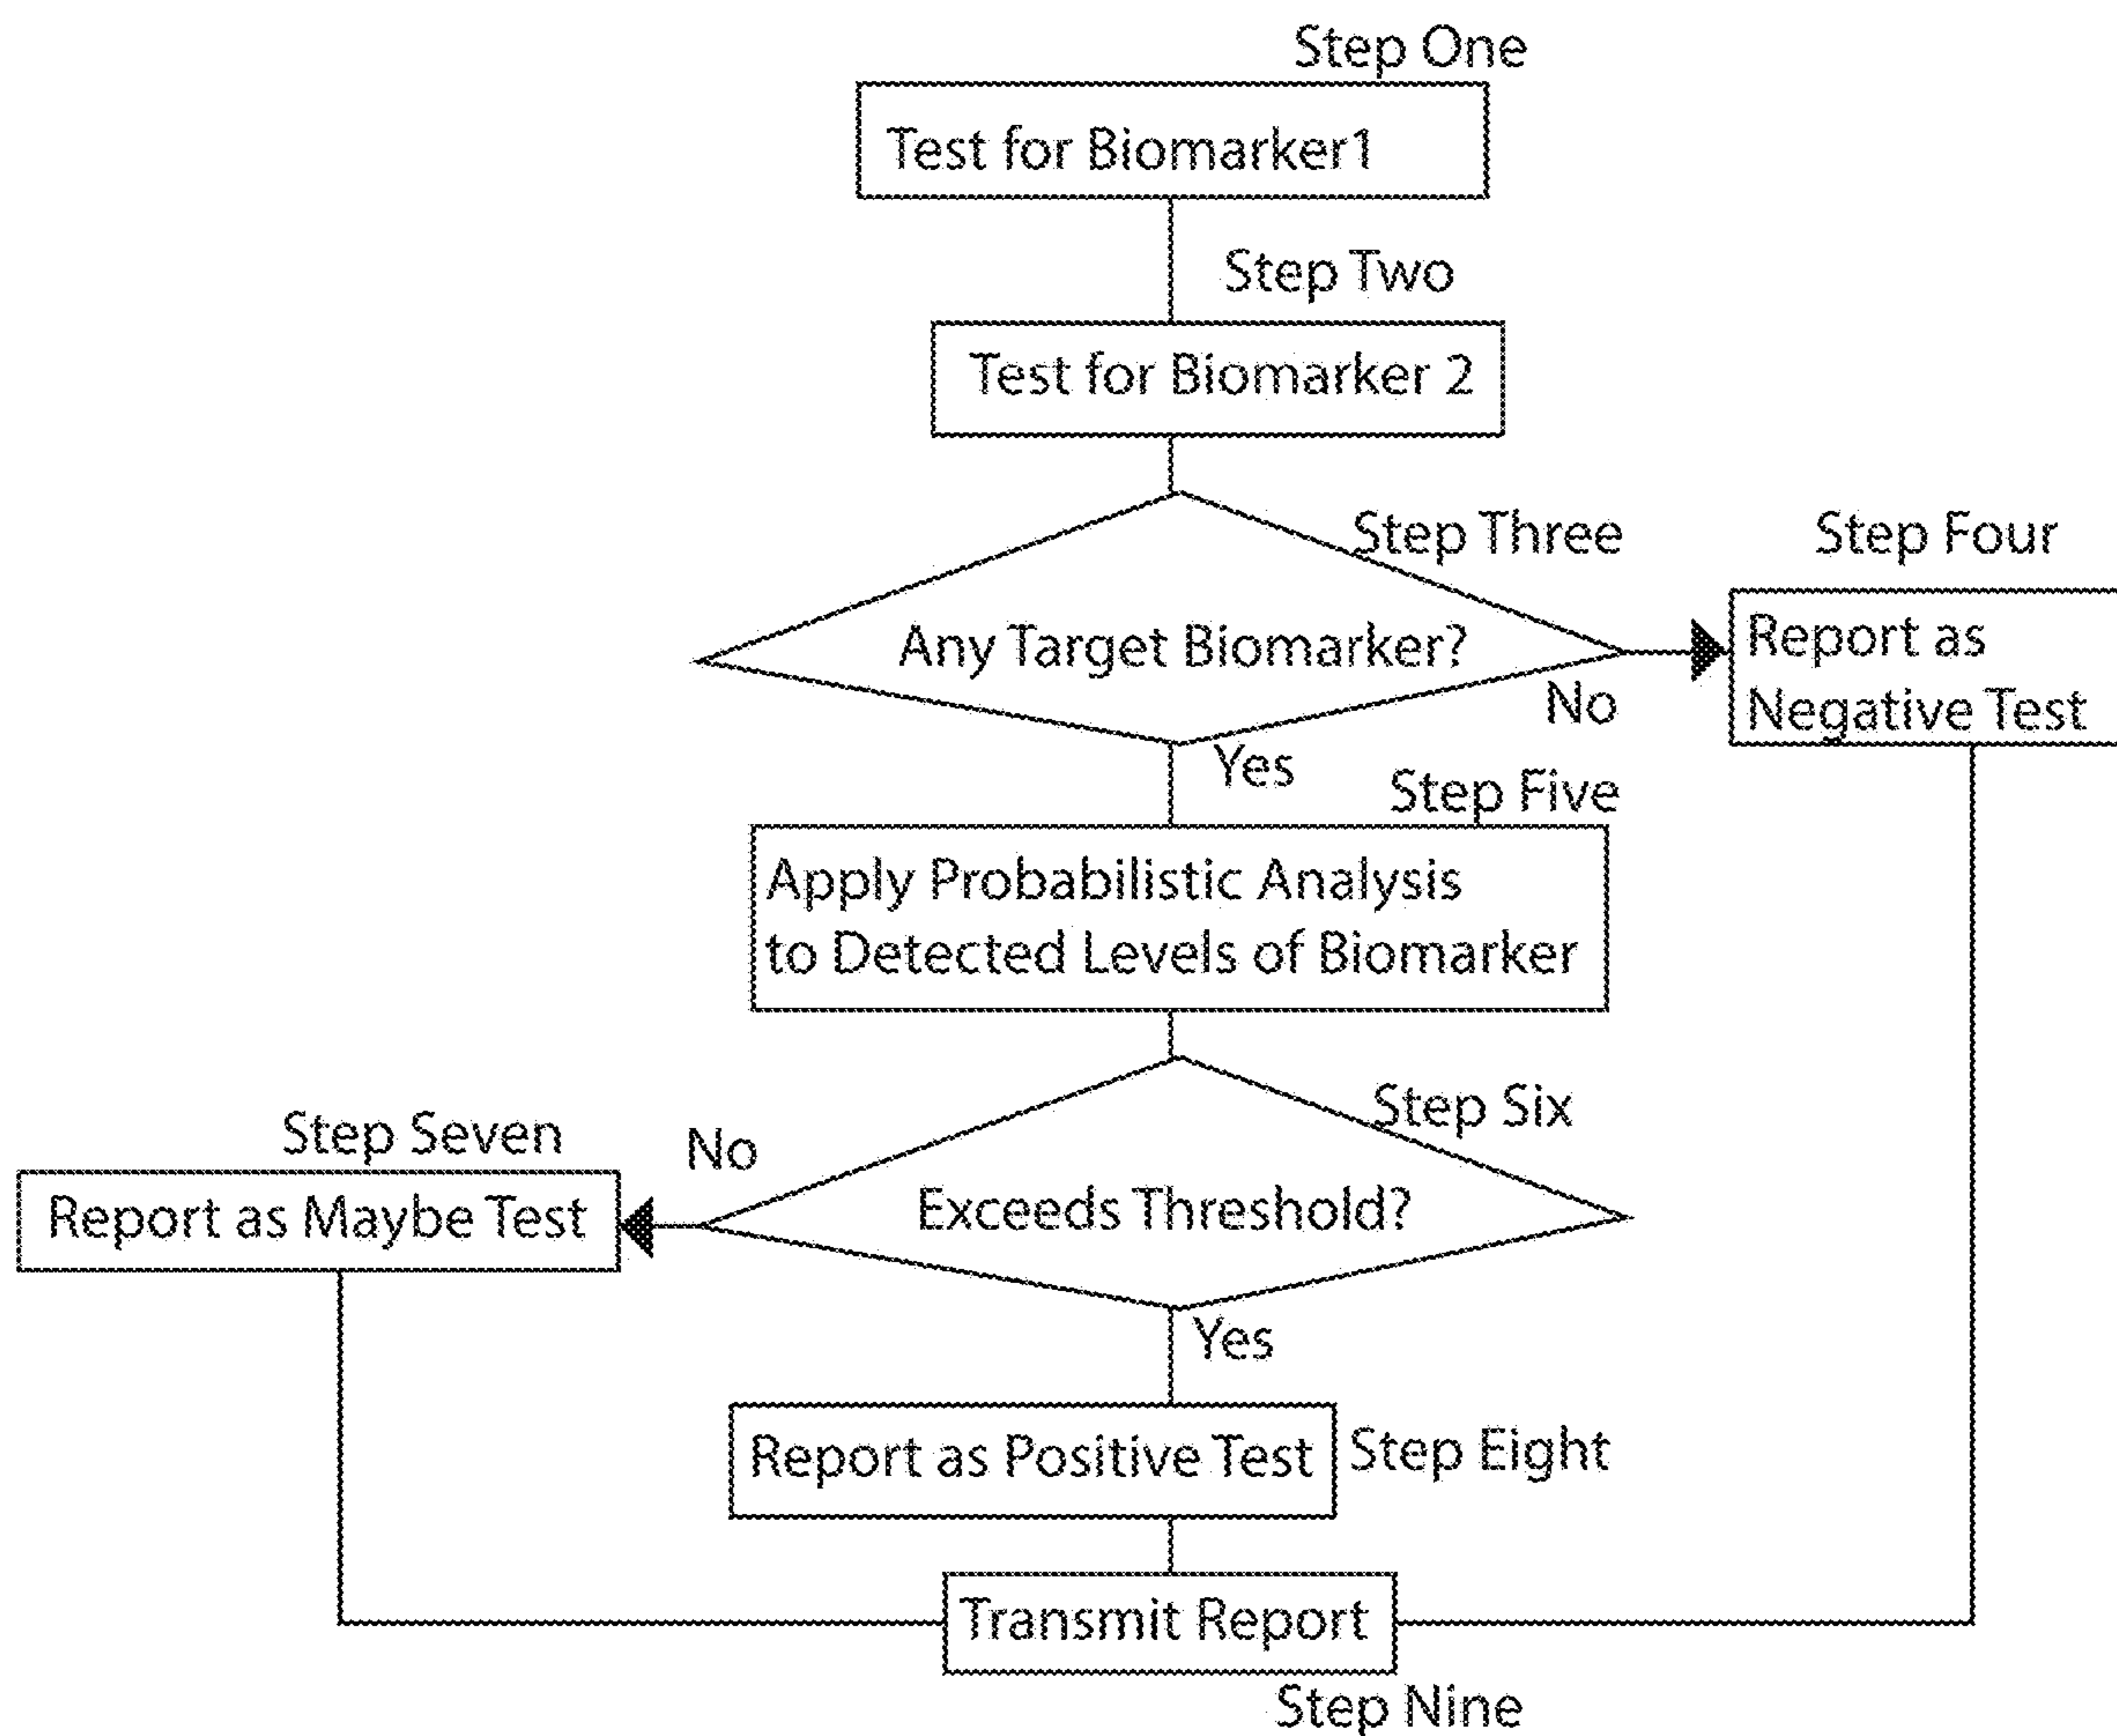 Step One
Test for Biomarker1
Step Two
Test for Biomarker 2
Step Three
Step Four
Any Target Biomarker?
Report as
Negative Test
No
Yes
Step Five
Apply Probabilistic Analysis
to Detected Levels of Biomarker
Step Six
Step Seven
No
Report as Maybe Test
Exceeds Threshold?
Yes
Report as Positive Test
Step Eight
Transmit Report
Step Nine